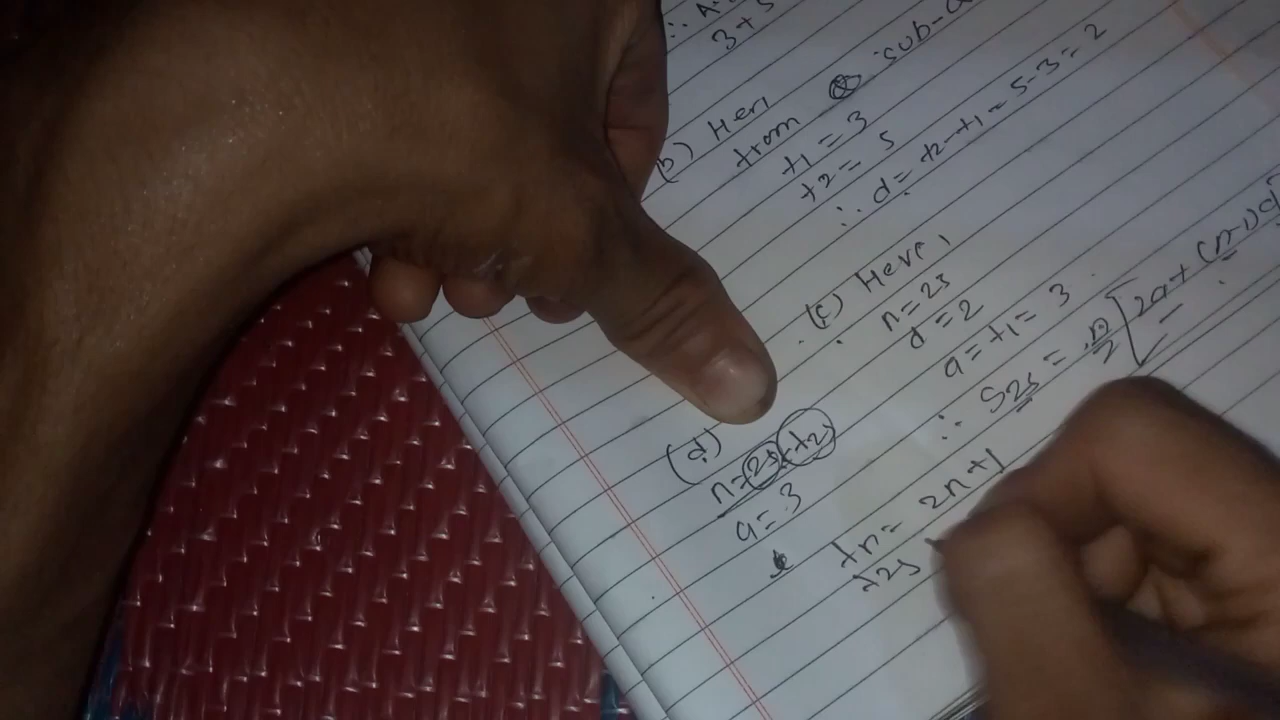 3+5
(b) Her,
from sub-
t1 = 3
t2 = 5
∴ d = t2-t1 = 5-3 = 2
(c) Here,
n = 25
d = 2
a = t1 = 3
∴ S25 = n/2 [2a+(n-1)d]
(d)
n = 25 t25
a = 3
tn = 2n+1
t25